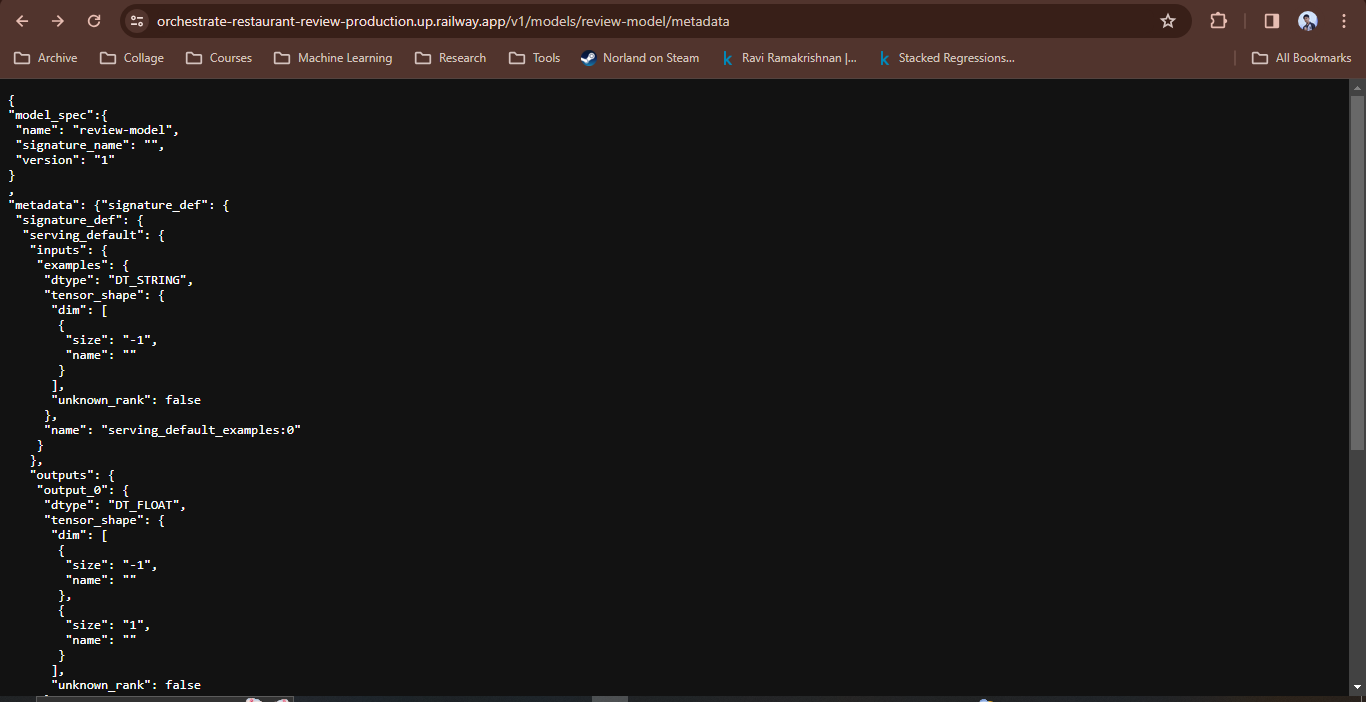 orchestrate-restaurant-review-production.up.railway.app/v1/models/review-model/metadata
Archive Collage Courses Machine Learning Research Tools Norland on Steam k Ravi Ramakrishnan |... k Stacked Regressions... All Bookmarks
{
"model_spec":{
 "name": "review-model",
 "signature_name": "",
 "version": "1"
}
,
"metadata": {"signature_def": {
 "signature_def": {
  "serving_default": {
   "inputs": {
    "examples": {
     "dtype": "DT_STRING",
     "tensor_shape": {
      "dim": [
       {
        "size": "-1",
        "name": ""
       }
      ],
      "unknown_rank": false
     },
     "name": "serving_default_examples:0"
    }
   },
   "outputs": {
    "output_0": {
     "dtype": "DT_FLOAT",
     "tensor_shape": {
      "dim": [
       {
        "size": "-1",
        "name": ""
       },
       {
        "size": "1",
        "name": ""
       }
      ],
      "unknown_rank": false